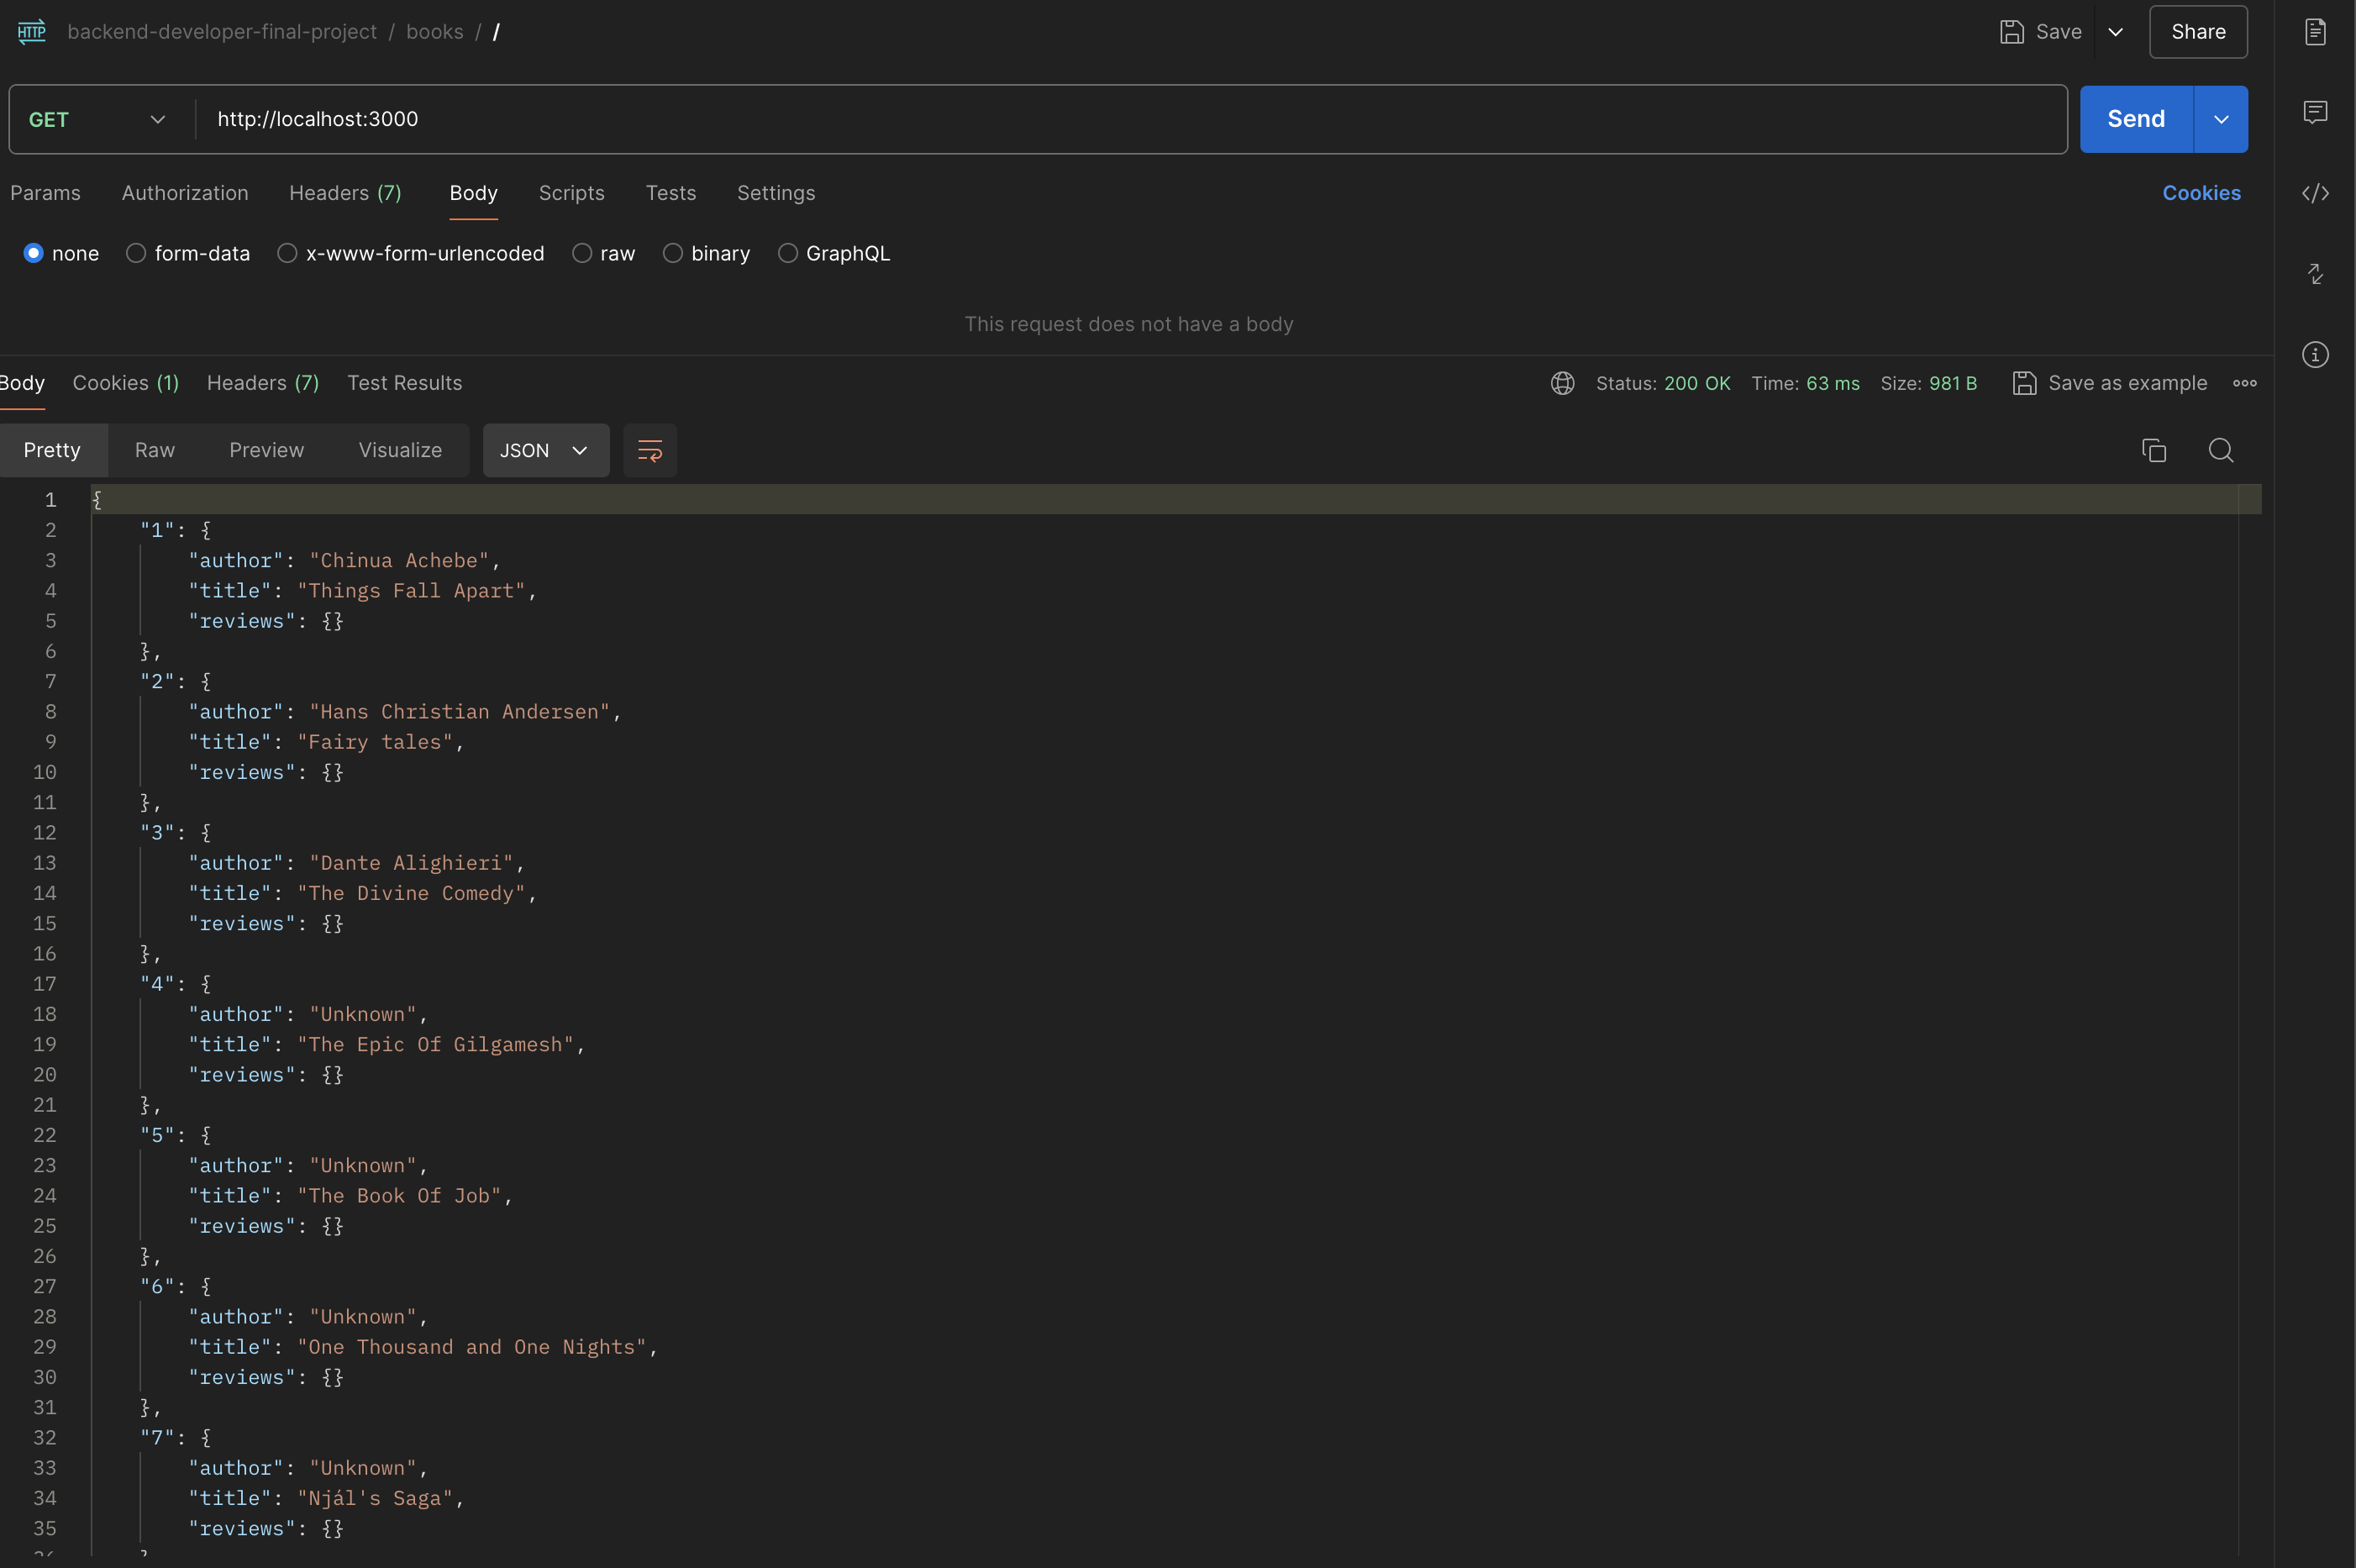 HTTP backend-developer-final-project / books / / Save Share
GET http://localhost:3000 Send
Params Authorization Headers (7) Body Scripts Tests Settings Cookies
none form-data x-www-form-urlencoded raw binary GraphQL
This request does not have a body
Body Cookies (1) Headers (7) Test Results Status: 200 OK Time: 63 ms Size: 981 B Save as example
Pretty Raw Preview Visualize JSON
1 {
2 "1": {
3 "author": "Chinua Achebe",
4 "title": "Things Fall Apart",
5 "reviews": {}
6 },
7 "2": {
8 "author": "Hans Christian Andersen",
9 "title": "Fairy tales",
10 "reviews": {}
11 },
12 "3": {
13 "author": "Dante Alighieri",
14 "title": "The Divine Comedy",
15 "reviews": {}
16 },
17 "4": {
18 "author": "Unknown",
19 "title": "The Epic Of Gilgamesh",
20 "reviews": {}
21 },
22 "5": {
23 "author": "Unknown",
24 "title": "The Book Of Job",
25 "reviews": {}
26 },
27 "6": {
28 "author": "Unknown",
29 "title": "One Thousand and One Nights",
30 "reviews": {}
31 },
32 "7": {
33 "author": "Unknown",
34 "title": "Njál's Saga",
35 "reviews": {}